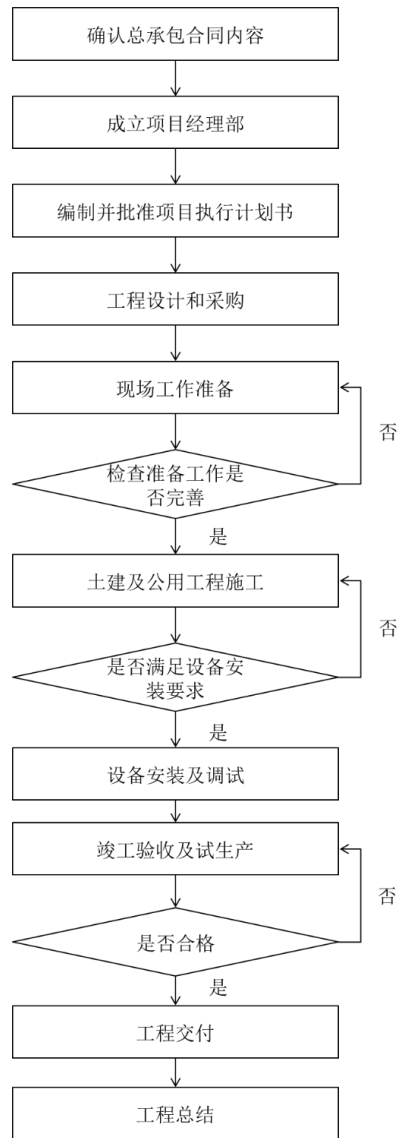 确认总承包合同内容
成立项目经理部
编制并批准项目执行计划书
工程设计和采购
现场工作准备
否
检查准备工作是
否完善
是
土建及公用工程施工
否
是否满足设备安
装要求
是
设备安装及调试
竣工验收及试生产
否
是否合格
是
工程交付
工程总结